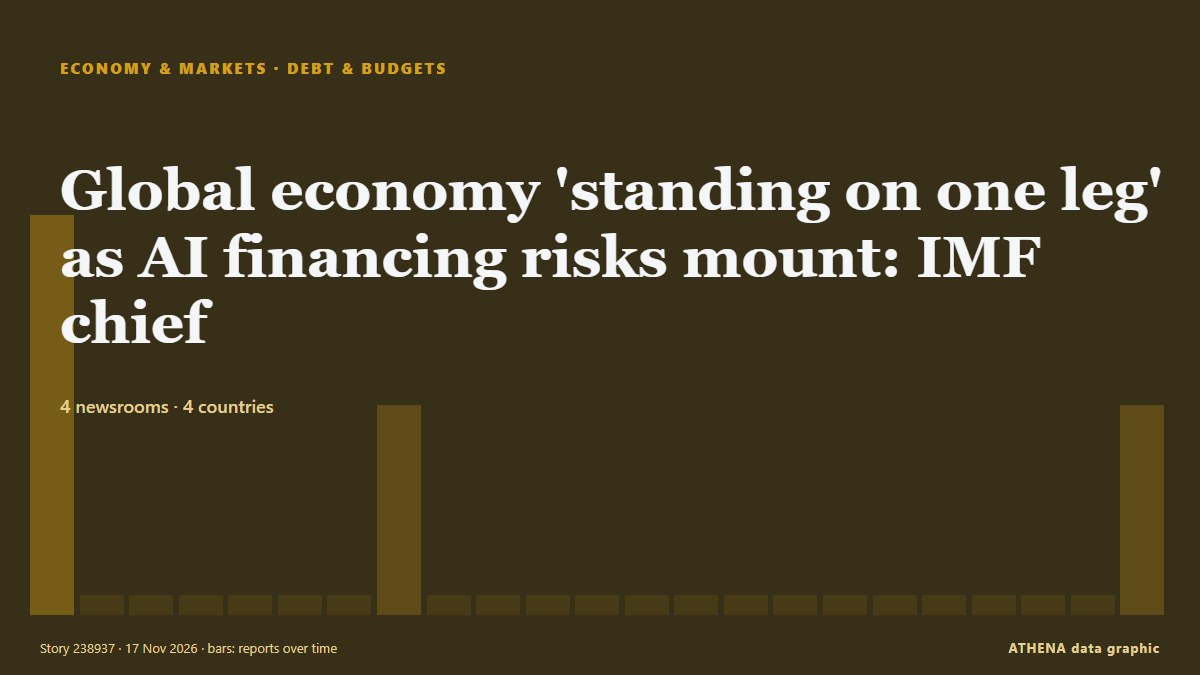 ECONOMY & MARKETS · DEBT & BUDGETS
Global economy 'standing on one leg'
as AI financing risks mount: IMF
chief
4 newsrooms · 4 countries
Story 238937 · 17 Nov 2026 · bars: reports over time
ATHENA data graphic